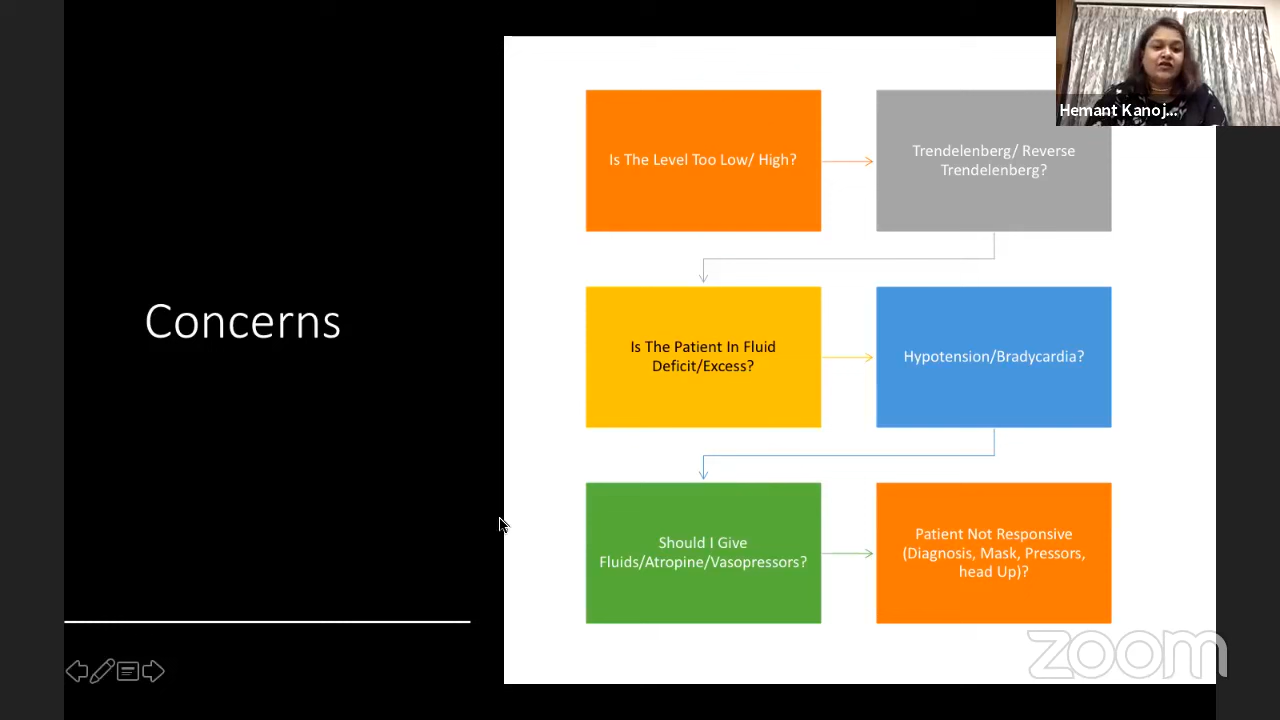 Hemant Kanoj...
Concerns
Is The Level Too Low/ High?
Trendelenberg/ Reverse
Trendelenberg?
Is The Patient In Fluid
Deficit/Excess?
Hypotension/Bradycardia?
Should I Give
Fluids/Atropine/Vasopressors?
Patient Not Responsive
(Diagnosis, Mask, Pressors,
head Up)?
zoom